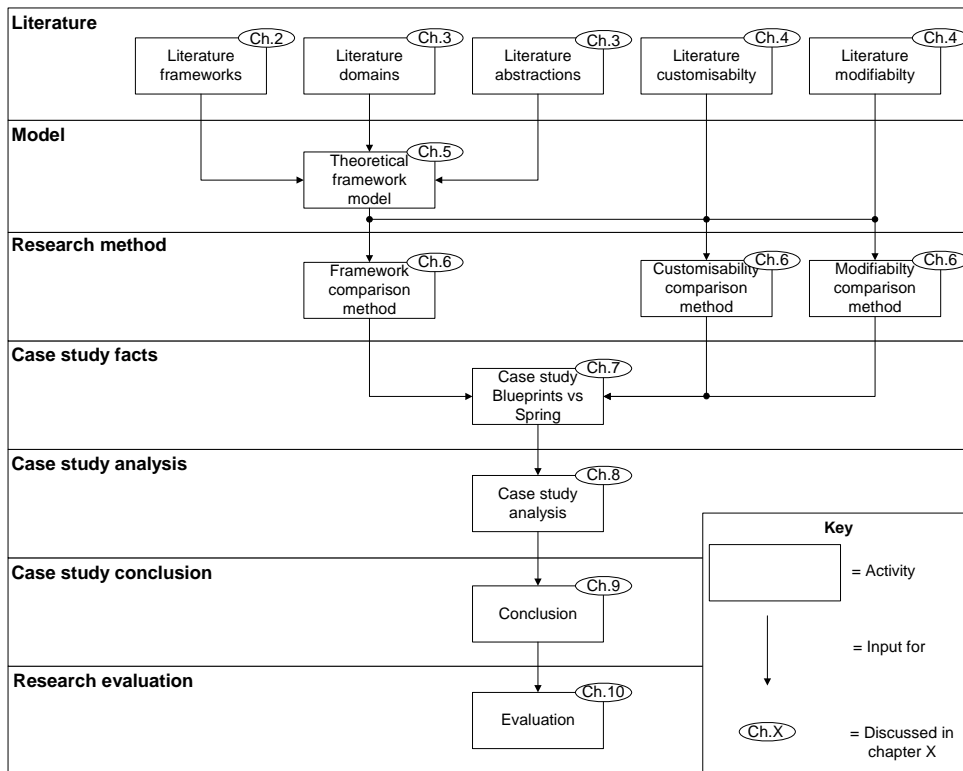 Literature
Ch.2
Ch.3
Ch.3
Ch.4
Ch.4
Literature
frameworks
Literature
domains
Literature
abstractions
Literature
customisabilty
Literature
modifiabilty
Model
Ch.5
Theoretical
framework
model
Research method
Ch.6
Ch.6
Ch.6
Framework
comparison
method
Customisability
comparison
method
Modifiabilty
comparison
method
Case study facts
Ch.7
Case study
Blueprints vs
Spring
Case study analysis
Ch.8
Case study
analysis
Case study conclusion
Ch.9
Conclusion
Research evaluation
Ch.10
Evaluation
Key
= Activity
= Input for
Ch.X
= Discussed in
chapter X